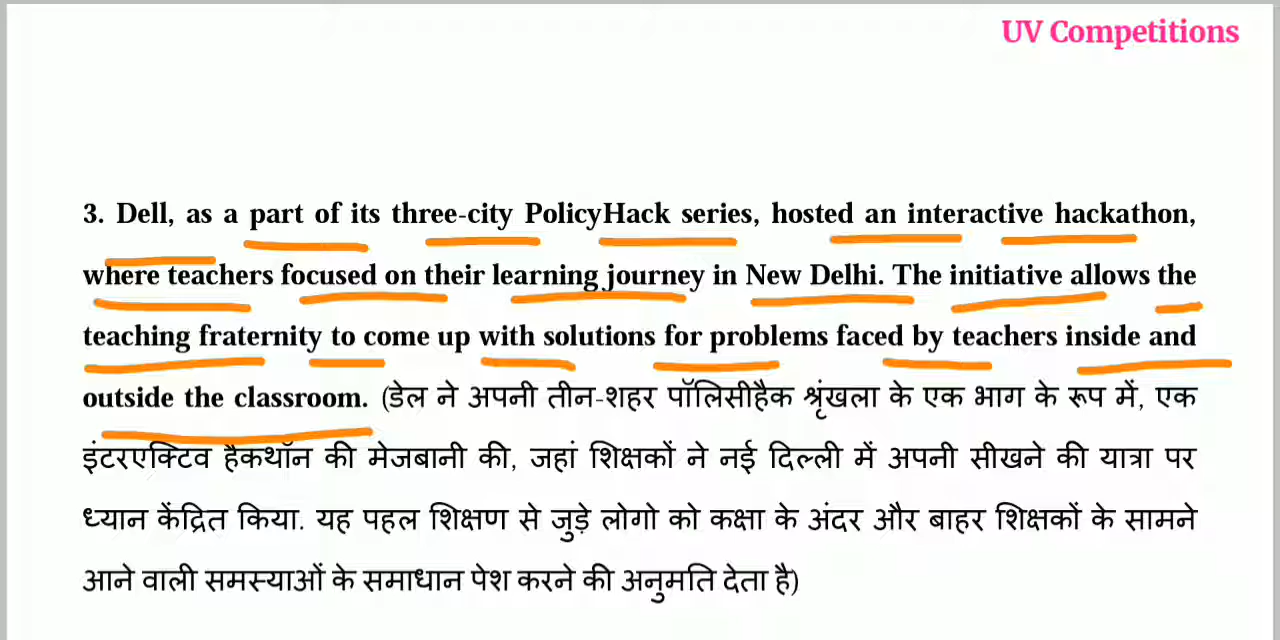 UV Competitions
3. Dell, as a part of its three-city PolicyHack series, hosted an interactive hackathon,
where teachers focused on their learning journey in New Delhi. The initiative allows the
teaching fraternity to come up with solutions for problems faced by teachers inside and
outside the classroom. (डेल ने अपनी तीन-शहर पॉलिसीहैक श्रृंखला के एक भाग के रूप में, एक
इंटरएक्टिव हैकथॉन की मेजबानी की, जहां शिक्षकों ने नई दिल्ली में अपनी सीखने की यात्रा पर
ध्यान केंद्रित किया. यह पहल शिक्षण से जुड़े लोगो को कक्षा के अंदर और बाहर शिक्षकों के सामने
आने वाली समस्याओं के समाधान पेश करने की अनुमति देता है)